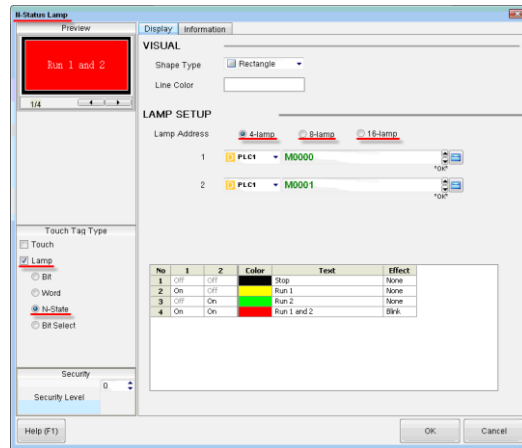 N-Status Lamp
Preview
Run 1 and 2
1/4
Touch Tag Type
Touch
Lamp
Bit
Word
N-State
Bit Select
Security
0
Security Level
Display Information
VISUAL
Shape Type Rectangle
Line Color
LAMP SETUP
Lamp Address 4-lamp 8-lamp 16-lamp
1 PLC1 M0000
"OK"
2 PLC1 M0001
"OK"
No 1 2 Color Text Effect
1 Off Off Stop None
2 On Off Run 1 None
3 Off On Run 2 None
4 On On Run 1 and 2 Blink
Help (F1) OK Cancel